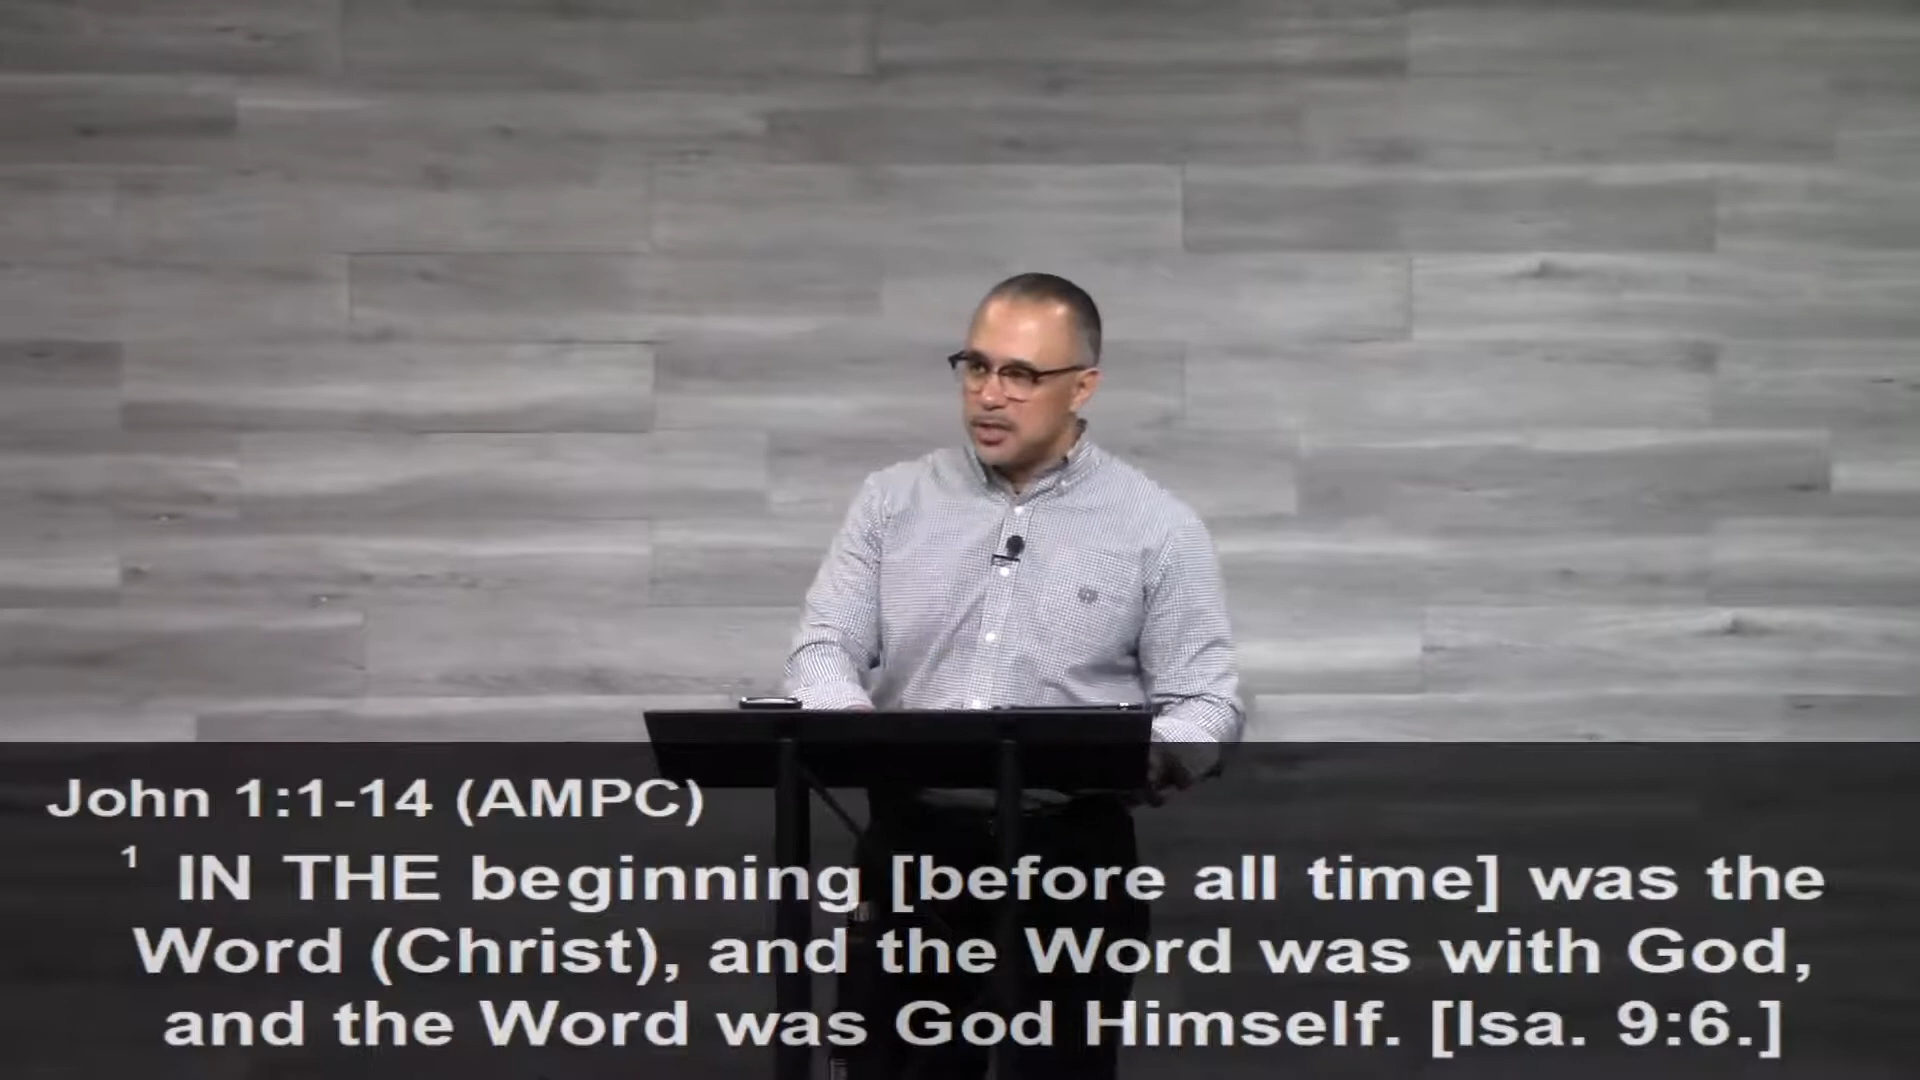 John 1:1-14 (AMPC)
1 IN THE beginning [before all time] was the
Word (Christ), and the Word was with God,
and the Word was God Himself. [Isa. 9:6.]